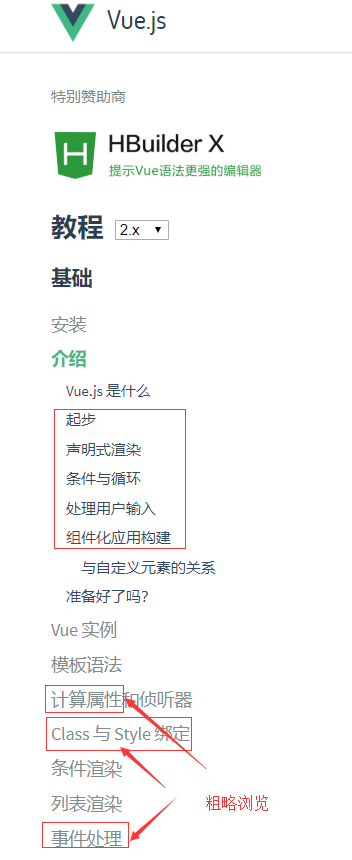 Vue.js
特别赞助商
HBuilder X
提示Vue语法更强的编辑器
教程 2.x
基础
安装
介绍
Vue.js 是什么
起步
声明式渲染
条件与循环
处理用户输入
组件化应用构建
与自定义元素的关系
准备好了吗？
Vue 实例
模板语法
计算属性和侦听器
Class 与 Style 绑定
条件渲染
列表渲染
粗略浏览
事件处理